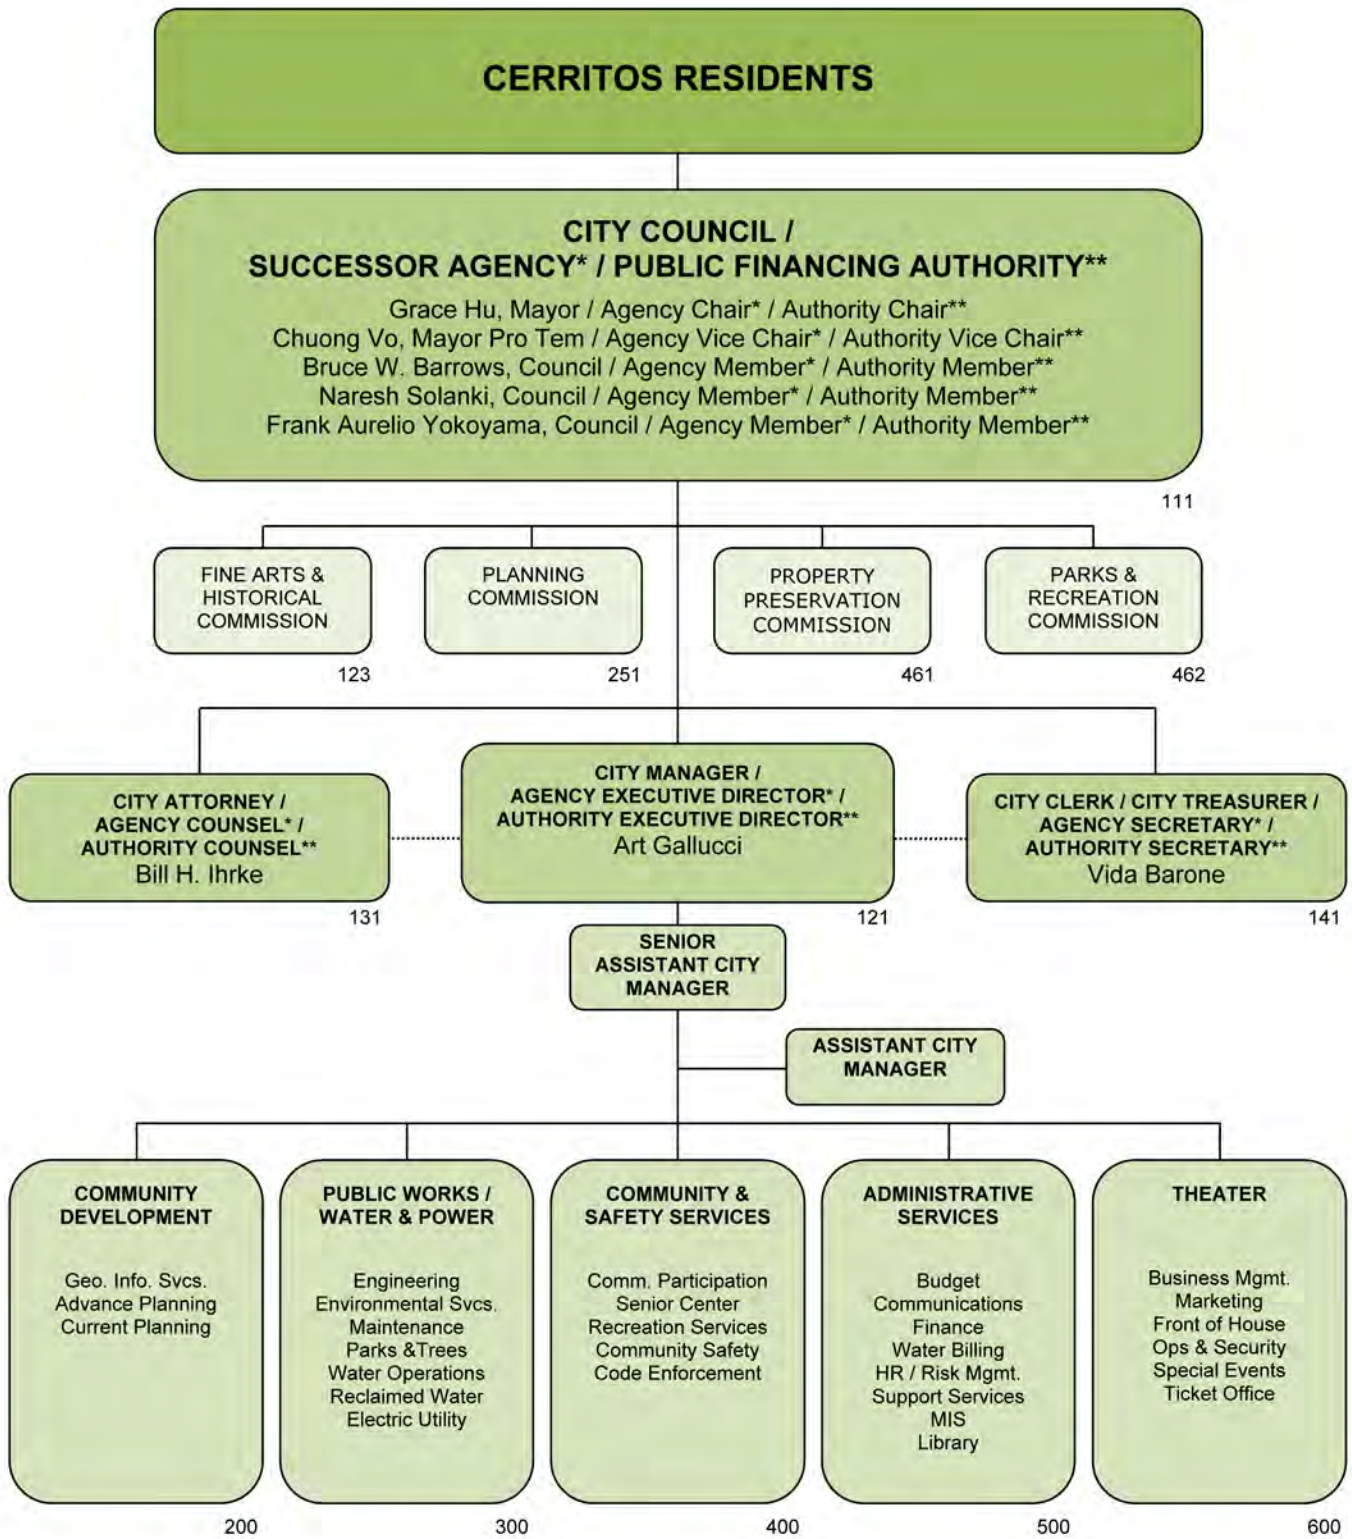 CERRITOS RESIDENTS
CITY COUNCIL /
SUCCESSOR AGENCY* / PUBLIC FINANCING AUTHORITY**
Grace Hu, Mayor / Agency Chair* / Authority Chair**
Chuong Vo, Mayor Pro Tem / Agency Vice Chair* / Authority Vice Chair**
Bruce W. Barrows, Council / Agency Member* / Authority Member**
Naresh Solanki, Council / Agency Member* / Authority Member**
Frank Aurelio Yokoyama, Council / Agency Member* / Authority Member**
111
FINE ARTS &
HISTORICAL
COMMISSION
123
PLANNING
COMMISSION
251
PROPERTY
PRESERVATION
COMMISSION
461
PARKS &
RECREATION
COMMISSION
462
CITY ATTORNEY /
AGENCY COUNSEL* /
AUTHORITY COUNSEL**
Bill H. Ihrke
131
CITY MANAGER /
AGENCY EXECUTIVE DIRECTOR* /
AUTHORITY EXECUTIVE DIRECTOR**
Art Gallucci
121
CITY CLERK / CITY TREASURER /
AGENCY SECRETARY* /
AUTHORITY SECRETARY**
Vida Barone
141
SENIOR
ASSISTANT CITY
MANAGER
ASSISTANT CITY
MANAGER
COMMUNITY
DEVELOPMENT
Geo. Info. Svcs.
Advance Planning
Current Planning
200
PUBLIC WORKS /
WATER & POWER
Engineering
Environmental Svcs.
Maintenance
Parks &Trees
Water Operations
Reclaimed Water
Electric Utility
300
COMMUNITY &
SAFETY SERVICES
Comm. Participation
Senior Center
Recreation Services
Community Safety
Code Enforcement
400
ADMINISTRATIVE
SERVICES
Budget
Communications
Finance
Water Billing
HR / Risk Mgmt.
Support Services
MIS
Library
500
THEATER
Business Mgmt.
Marketing
Front of House
Ops & Security
Special Events
Ticket Office
600